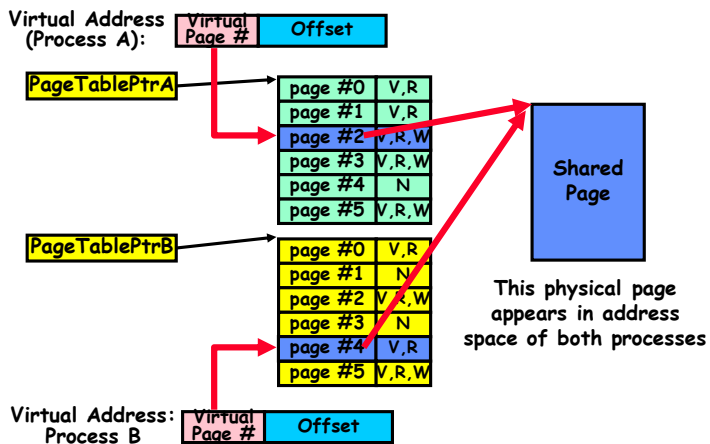 Virtual Address
(Process A):
Virtual
Page #
Offset
PageTablePtrA
page #0 V,R
page #1 V,R
page #2 V,R,W
page #3 V,R,W
page #4 N
page #5 V,R,W
Shared
Page
PageTablePtrB
page #0 V,R
page #1 N
page #2 V,R,W
page #3 N
page #4 V,R
page #5 V,R,W
This physical page
appears in address
space of both processes
Virtual Address:
Process B
Virtual
Page #
Offset